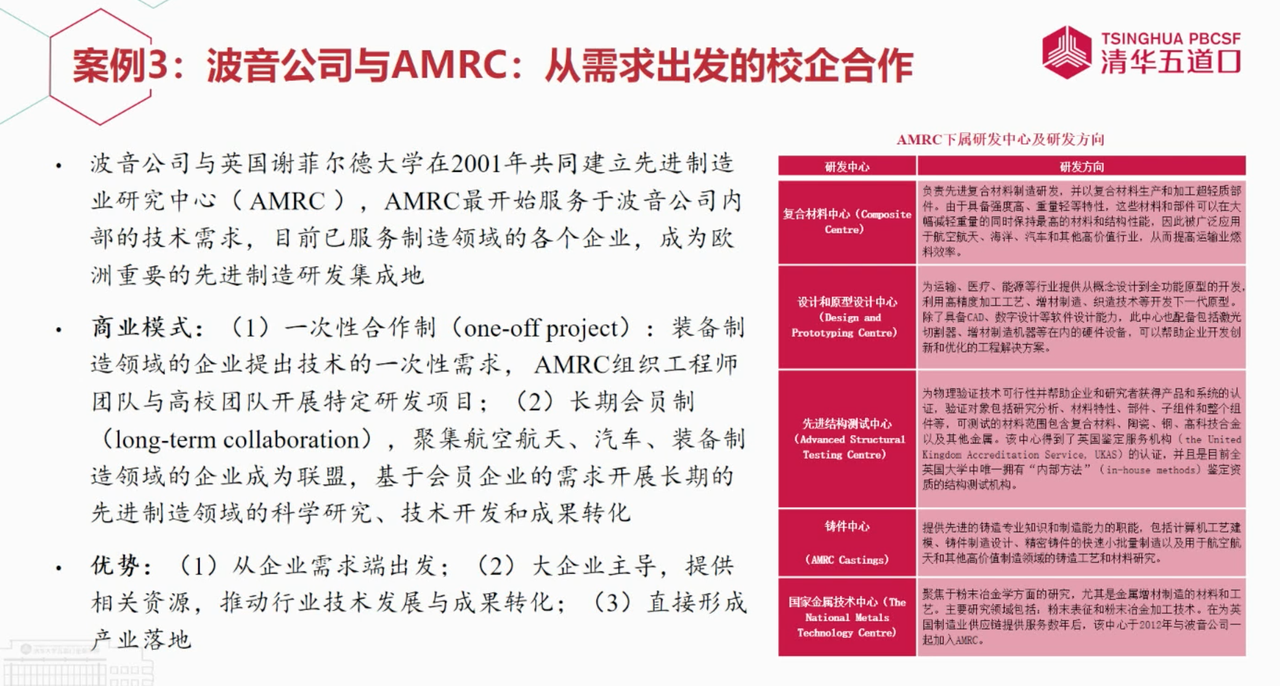 案例3：波音公司与AMRC：从需求出发的校企合作
TSINGHUA PBCSF
清华五道口
• 波音公司与英国谢菲尔德大学在2001年共同建立先进制造
业研究中心（AMRC），AMRC最开始服务于波音公司内
部的技术需求，目前已服务制造领域的各个企业，成为欧
洲重要的先进制造研发集成地
• 商业模式：（1）一次性合作制（one-off project）：装备制
造领域的企业提出技术的一次性需求，AMRC组织工程师
团队与高校团队开展特定研发项目；（2）长期会员制
（long-term collaboration），聚集航空航天、汽车、装备制
造领域的企业成为联盟，基于会员企业的需求开展长期的
先进制造领域的科学研究、技术开发和成果转化
• 优势：（1）从企业需求端出发；（2）大企业主导，提供
相关资源，推动行业技术发展与成果转化；（3）直接形成
产业落地
AMRC下属研发中心及研发方向
研发中心
研发方向
复合材料中心（Composite
Centre）
负责先进复合材料制造研发，并以复合材料生产和加工超轻质部
件。由于具备强度高、重量轻等特性，这些材料和部件可以在大
幅减轻重量的同时保持最高的材料和结构性能，因此被广泛应用
于航空航天、海洋、汽车和其他高价值行业，从而提高运输业燃
料效率。
设计和原型设计中心
（Design and
Prototyping Centre）
为运输、医疗、能源等行业提供从概念设计到全功能原型的开发，
利用高精度加工工艺、增材制造、织造技术等开发下一代原型。
除了具备CAD、数字设计等软件设计能力，此中心也配备包括激光
切割器、增材制造机器等在内的硬件设备，可以帮助企业开发创
新和优化的工程解决方案。
先进结构测试中心
（Advanced Structural
Testing Centre）
为物理验证技术可行性并帮助企业和研究者获得产品和系统的认
证，验证对象包括研究分析、材料特性、部件、子组件和整个组
件等，可测试的材料范围包含复合材料、陶瓷、钢、高科技合金
以及其他金属。该中心得到了英国鉴定服务机构（the United
Kingdom Accreditation Service, UKAS）的认证，并且是目前全
英国大学中唯一拥有“内部方法”（in-house methods）鉴定资
质的结构测试机构。
铸件中心
（AMRC Castings）
提供先进的铸造专业知识和制造能力的职能，包括计算机工艺建
模、铸件制造设计、精密铸件的快速小批量制造以及用于航空航
天和其他高价值制造领域的铸造工艺和材料研究。
国家金属技术中心（The
National Metals
Technology Centre）
聚焦于粉末冶金学方面的研究，尤其是金属增材制造的材料和工
艺。主要研究领域包括，粉末表征和粉末冶金加工技术。在为英
国制造业供应链提供服务数年后，该中心于2012年与波音公司一
起加入AMRC。